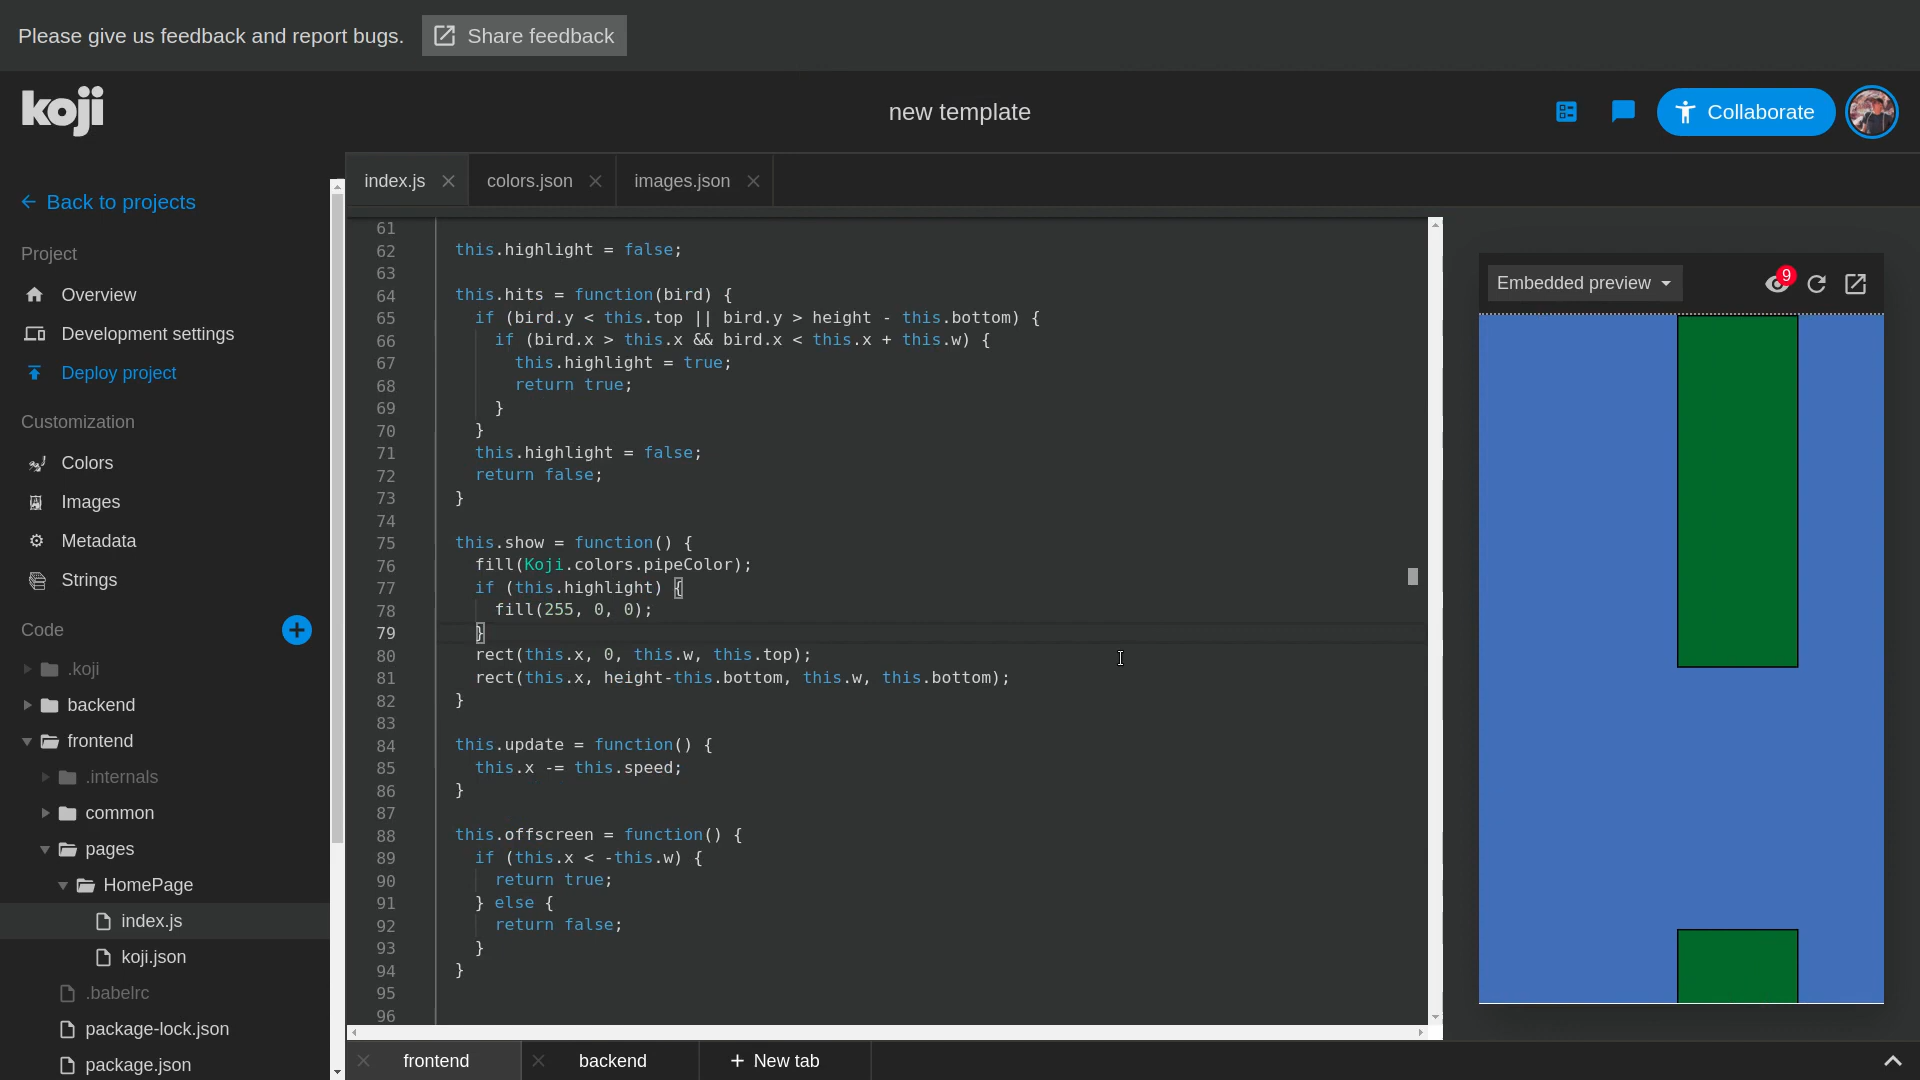 Please give us feedback and report bugs. Share feedback
koji
new template
Collaborate
Back to projects
Project
Overview
Development settings
Deploy project
Customization
Colors
Images
Metadata
Strings
Code
.koji
backend
frontend
.internals
common
pages
HomePage
index.js
koji.json
.babelrc
package-lock.json
package.json
index.js colors.json images.json
61
62 this.highlight = false;
63
64 this.hits = function(bird) {
65 if (bird.y < this.top || bird.y > height - this.bottom) {
66 if (bird.x > this.x && bird.x < this.x + this.w) {
67 this.highlight = true;
68 return true;
69 }
70 }
71 this.highlight = false;
72 return false;
73 }
74
75 this.show = function() {
76 fill(Koji.colors.pipeColor);
77 if (this.highlight) {
78 fill(255, 0, 0);
79 }
80 rect(this.x, 0, this.w, this.top);
81 rect(this.x, height-this.bottom, this.w, this.bottom);
82 }
83
84 this.update = function() {
85 this.x -= this.speed;
86 }
87
88 this.offscreen = function() {
89 if (this.x < -this.w) {
90 return true;
91 } else {
92 return false;
93 }
94 }
95
96
Embedded preview 9
frontend backend + New tab